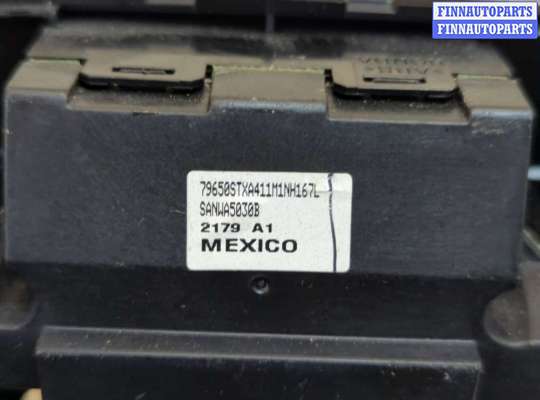 FINNAUTOPARTS
FINNAUTOPARTS
79650STXA411M1NH167L
SANWA5030B
2179 A1
MEXICO